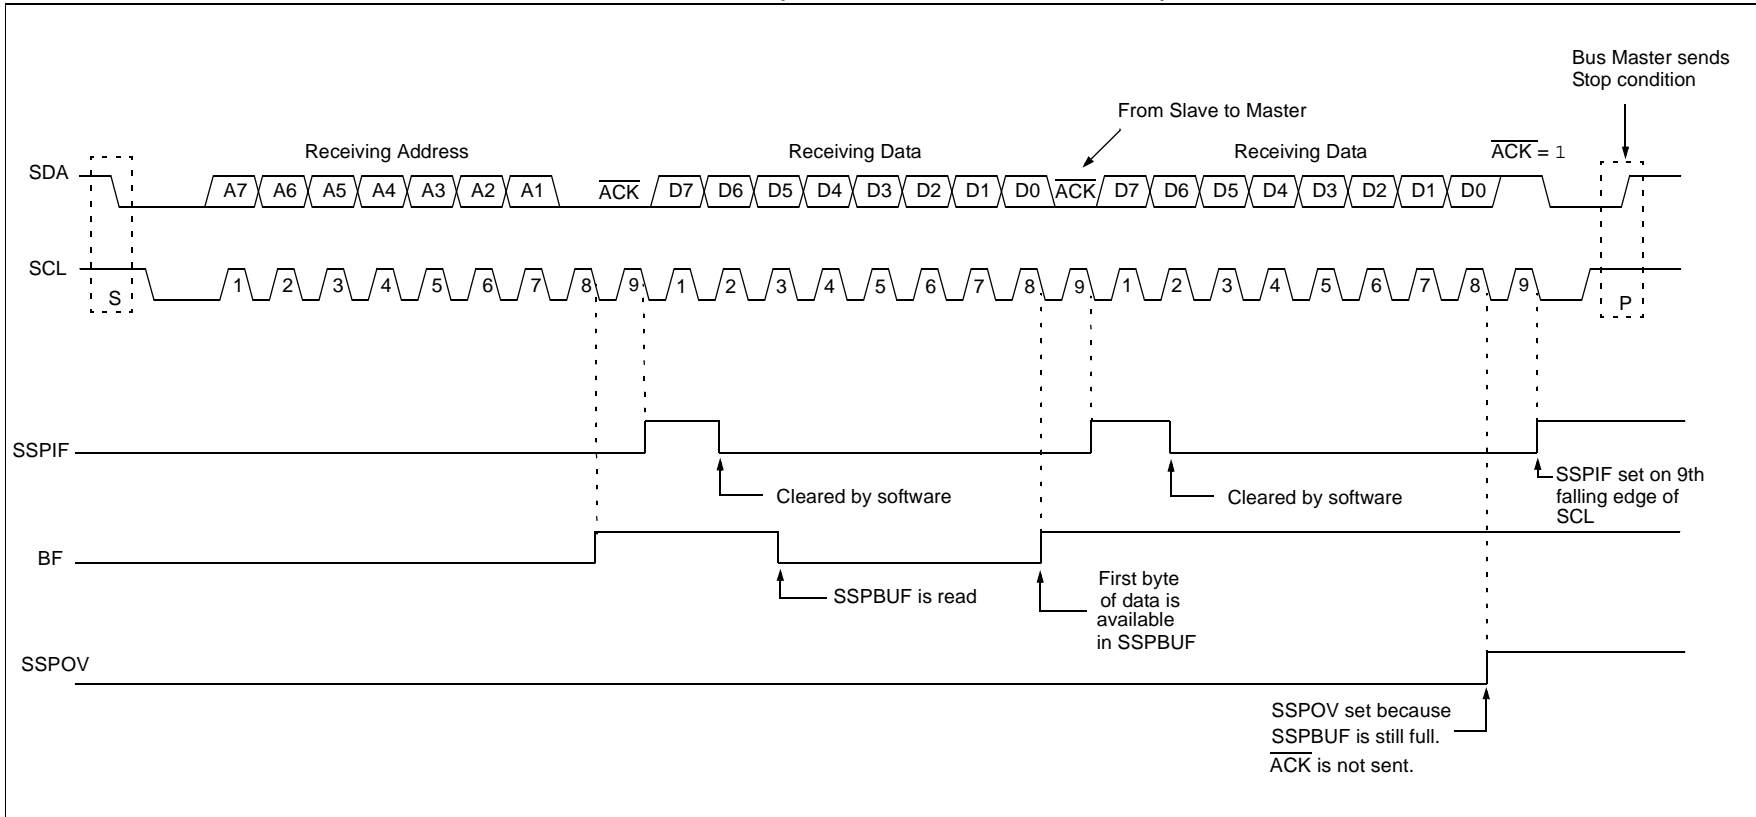 Bus Master sends
Stop condition
From Slave to Master
Receiving Address
Receiving Data
Receiving Data
ACK = 1
SDA
A7 A6 A5 A4 A3 A2 A1 ACK D7 D6 D5 D4 D3 D2 D1 D0 ACK D7 D6 D5 D4 D3 D2 D1 D0
SCL
S 1 2 3 4 5 6 7 8 9 1 2 3 4 5 6 7 8 9 1 2 3 4 5 6 7 8 9 P
SSPIF
Cleared by software
Cleared by software
SSPIF set on 9th
falling edge of
SCL
BF
SSPBUF is read
First byte
of data is
available
in SSPBUF
SSPOV
SSPOV set because
SSPBUF is still full.
ACK is not sent.